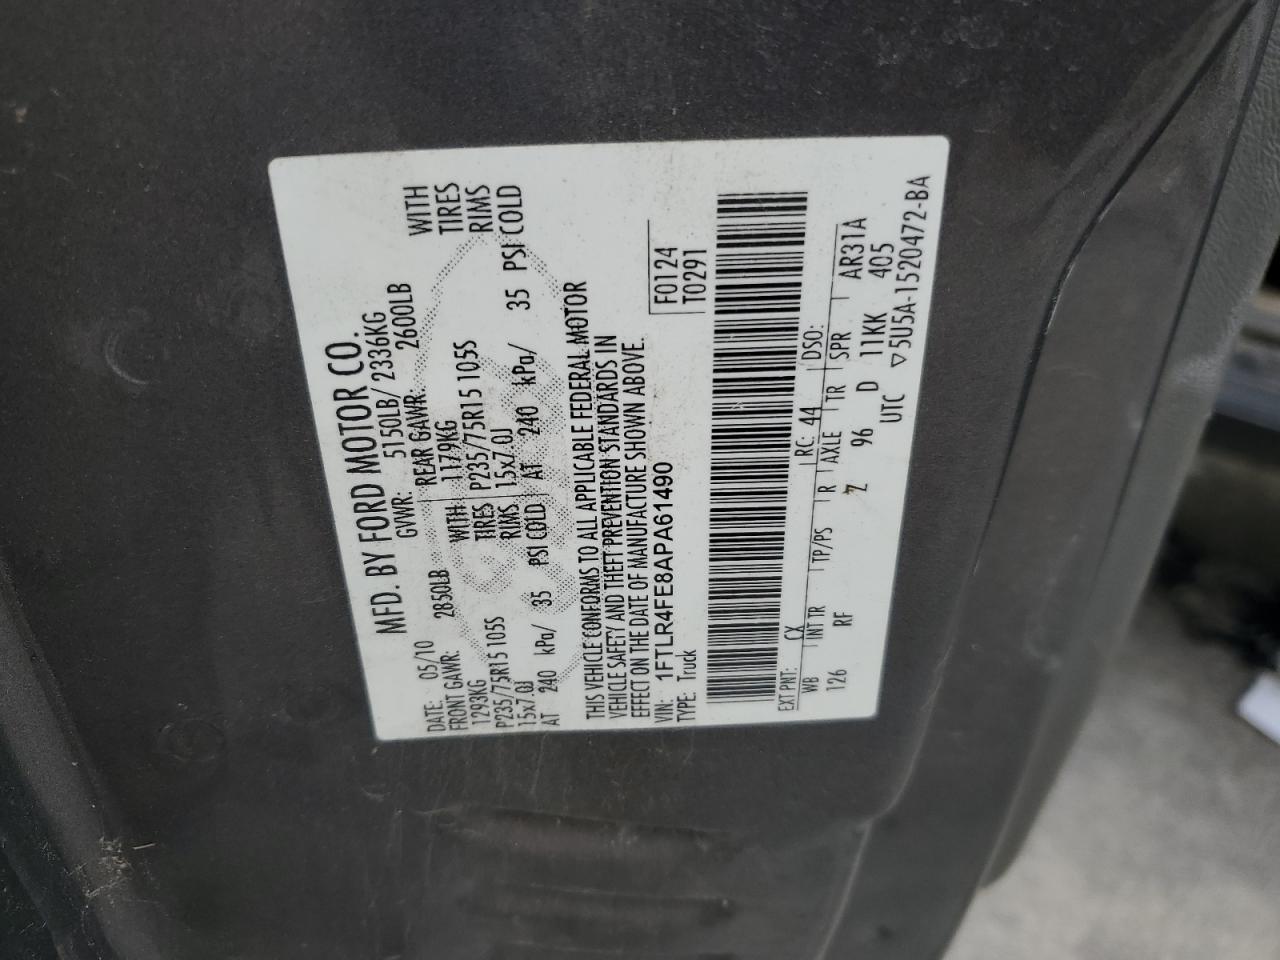 MFD. BY FORD MOTOR CO.
DATE: 05/10 GVWR: 5150LB/ 2336KG
FRONT GAWR: 2850LB REAR GAWR: 2600LB
1293KG WITH 1179KG WITH
P235/75R15 105S TIRES P235/75R15 105S TIRES
15x7.0J RIMS 15x7.0J RIMS
AT 240 kPa/ 35 PSI COLD AT 240 kPa/ 35 PSI COLD
THIS VEHICLE CONFORMS TO ALL APPLICABLE FEDERAL MOTOR
VEHICLE SAFETY AND THEFT PREVENTION STANDARDS IN
EFFECT ON THE DATE OF MANUFACTURE SHOWN ABOVE.
VIN: 1FTLR4FE8APA61490 F0124
TYPE: Truck T0291
EXT PNT: CX RC: 44 DSO:
WB INT TR TP/PS R AXLE TR SPR AR31A
126 RF Z 96 D 11KK 405
UTC ▽5U5A-1520472-BA